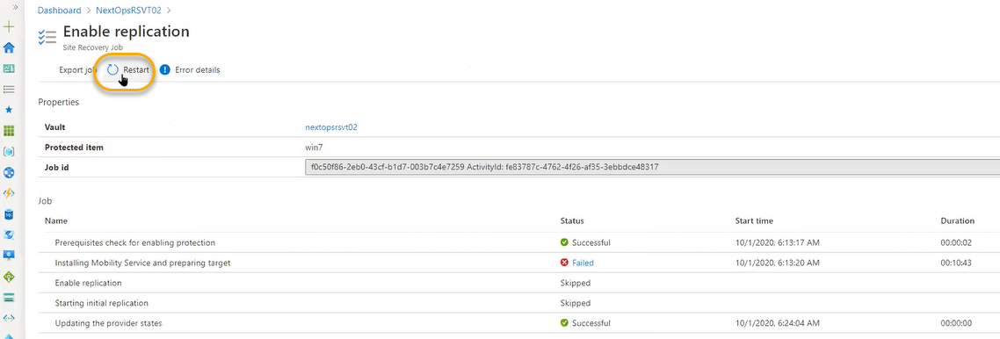 Dashboard > NextOpsRSVT02 >
Enable replication
Site Recovery Job
Export job Restart Error details
Properties
Vault nextopsrsvt02
Protected item win7
Job id f0c50f86-2eb0-43cf-b1d7-003b7c4e7259 ActivityId: fe83787c-4762-4f26-af35-3ebbdce48317
Job
Name Status Start time Duration
Prerequisites check for enabling protection Successful 10/1/2020, 6:13:17 AM 00:00:02
Installing Mobility Service and preparing target Failed 10/1/2020, 6:13:20 AM 00:10:43
Enable replication Skipped
Starting initial replication Skipped
Updating the provider states Successful 10/1/2020, 6:24:04 AM 00:00:00